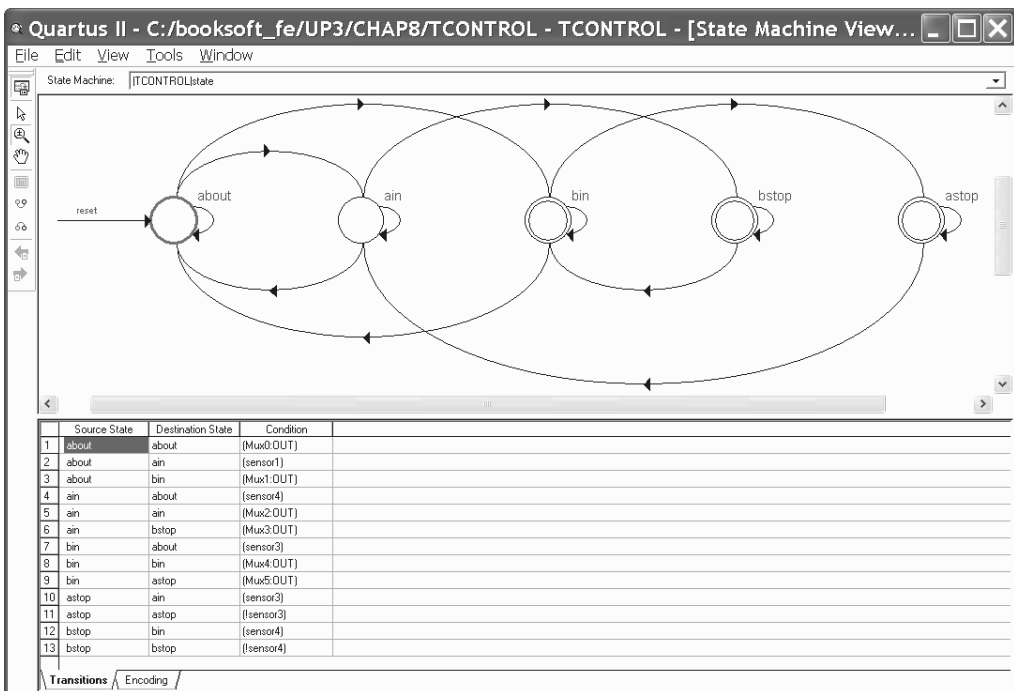 Quartus II - C:/booksoft_fe/UP3/CHAP8/TCONTROL - TCONTROL - [State Machine View...
File Edit View Tools Window
State Machine: |TCONTROL|state
about
ain
bin
bstop
astop
reset
Source State Destination State Condition
1 about about (Mux0:OUT)
2 about ain (sensor1)
3 about bin (Mux1:OUT)
4 ain about (sensor4)
5 ain ain (Mux2:OUT)
6 ain bstop (Mux3:OUT)
7 bin about (sensor3)
8 bin bin (Mux4:OUT)
9 bin astop (Mux5:OUT)
10 astop ain (sensor3)
11 astop astop (!sensor3)
12 bstop bin (sensor4)
13 bstop bstop (!sensor4)
Transitions Encoding